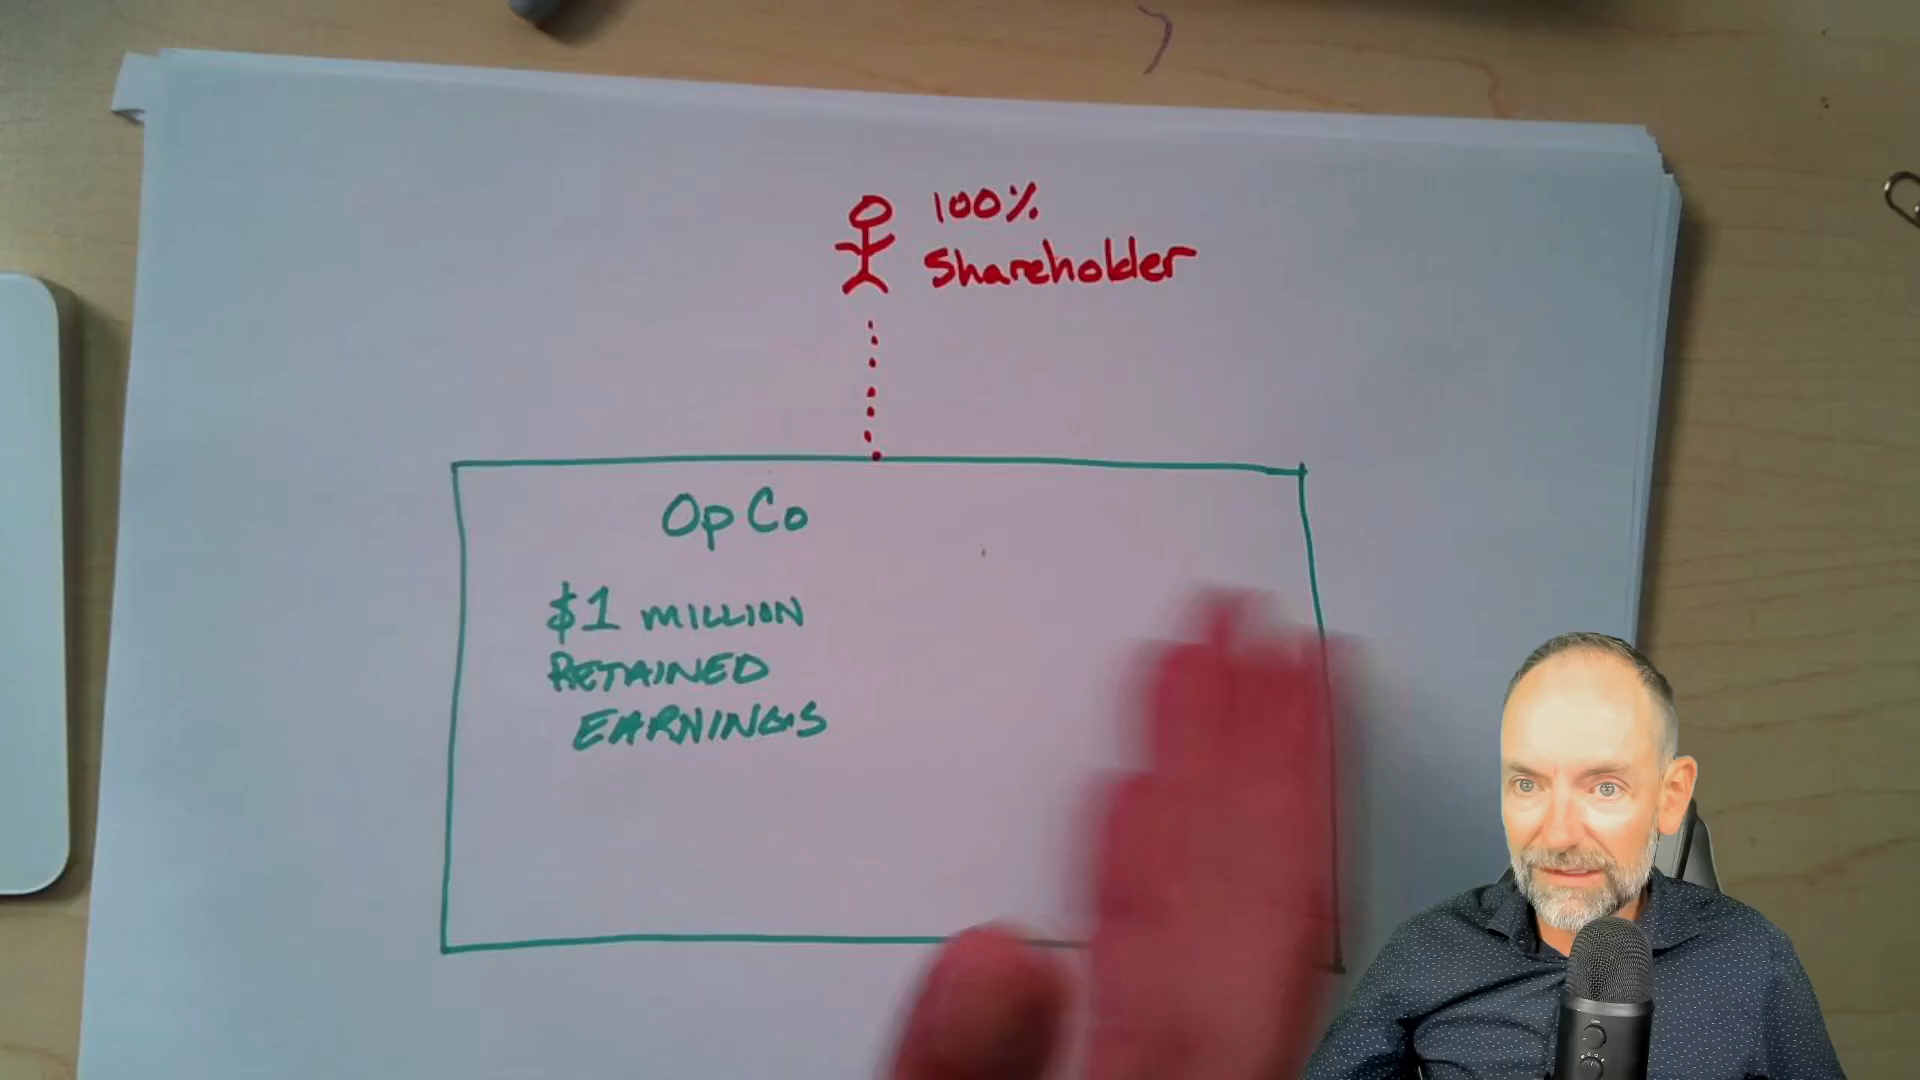 100%
Shareholder
Op Co
$1 MILLION
RETAINED
EARNINGS